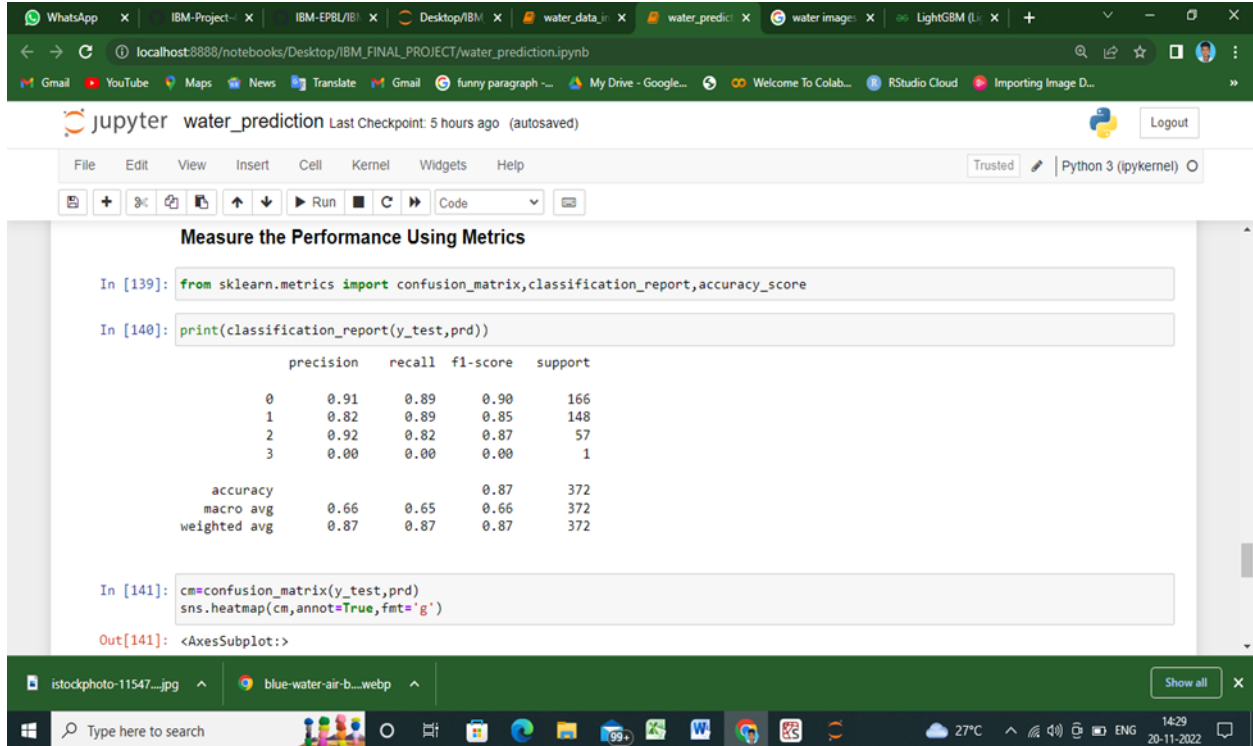 WhatsApp IBM-Project- IBM-EPBL/IB Desktop/IBM water_data_in water_predict water images LightGBM (Li
localhost:8888/notebooks/Desktop/IBM_FINAL_PROJECT/water_prediction.ipynb
Gmail YouTube Maps News Translate Gmail funny paragraph -... My Drive - Google... Welcome To Colab... RStudio Cloud Importing Image D... »
jupyter water_prediction Last Checkpoint: 5 hours ago (autosaved) Logout
File Edit View Insert Cell Kernel Widgets Help Trusted Python 3 (ipykernel)
Run Code
Measure the Performance Using Metrics
In [139]: from sklearn.metrics import confusion_matrix,classification_report,accuracy_score
In [140]: print(classification_report(y_test,prd))
precision recall f1-score support
0 0.91 0.89 0.90 166
1 0.82 0.89 0.85 148
2 0.92 0.82 0.87 57
3 0.00 0.00 0.00 1
accuracy 0.87 372
macro avg 0.66 0.65 0.66 372
weighted avg 0.87 0.87 0.87 372
In [141]: cm=confusion_matrix(y_test,prd)
sns.heatmap(cm,annot=True,fmt='g')
Out[141]: <AxesSubplot:>
istockphoto-11547....jpg blue-water-air-b....webp Show all
Type here to search 99+ 27°C ENG 14:29
20-11-2022